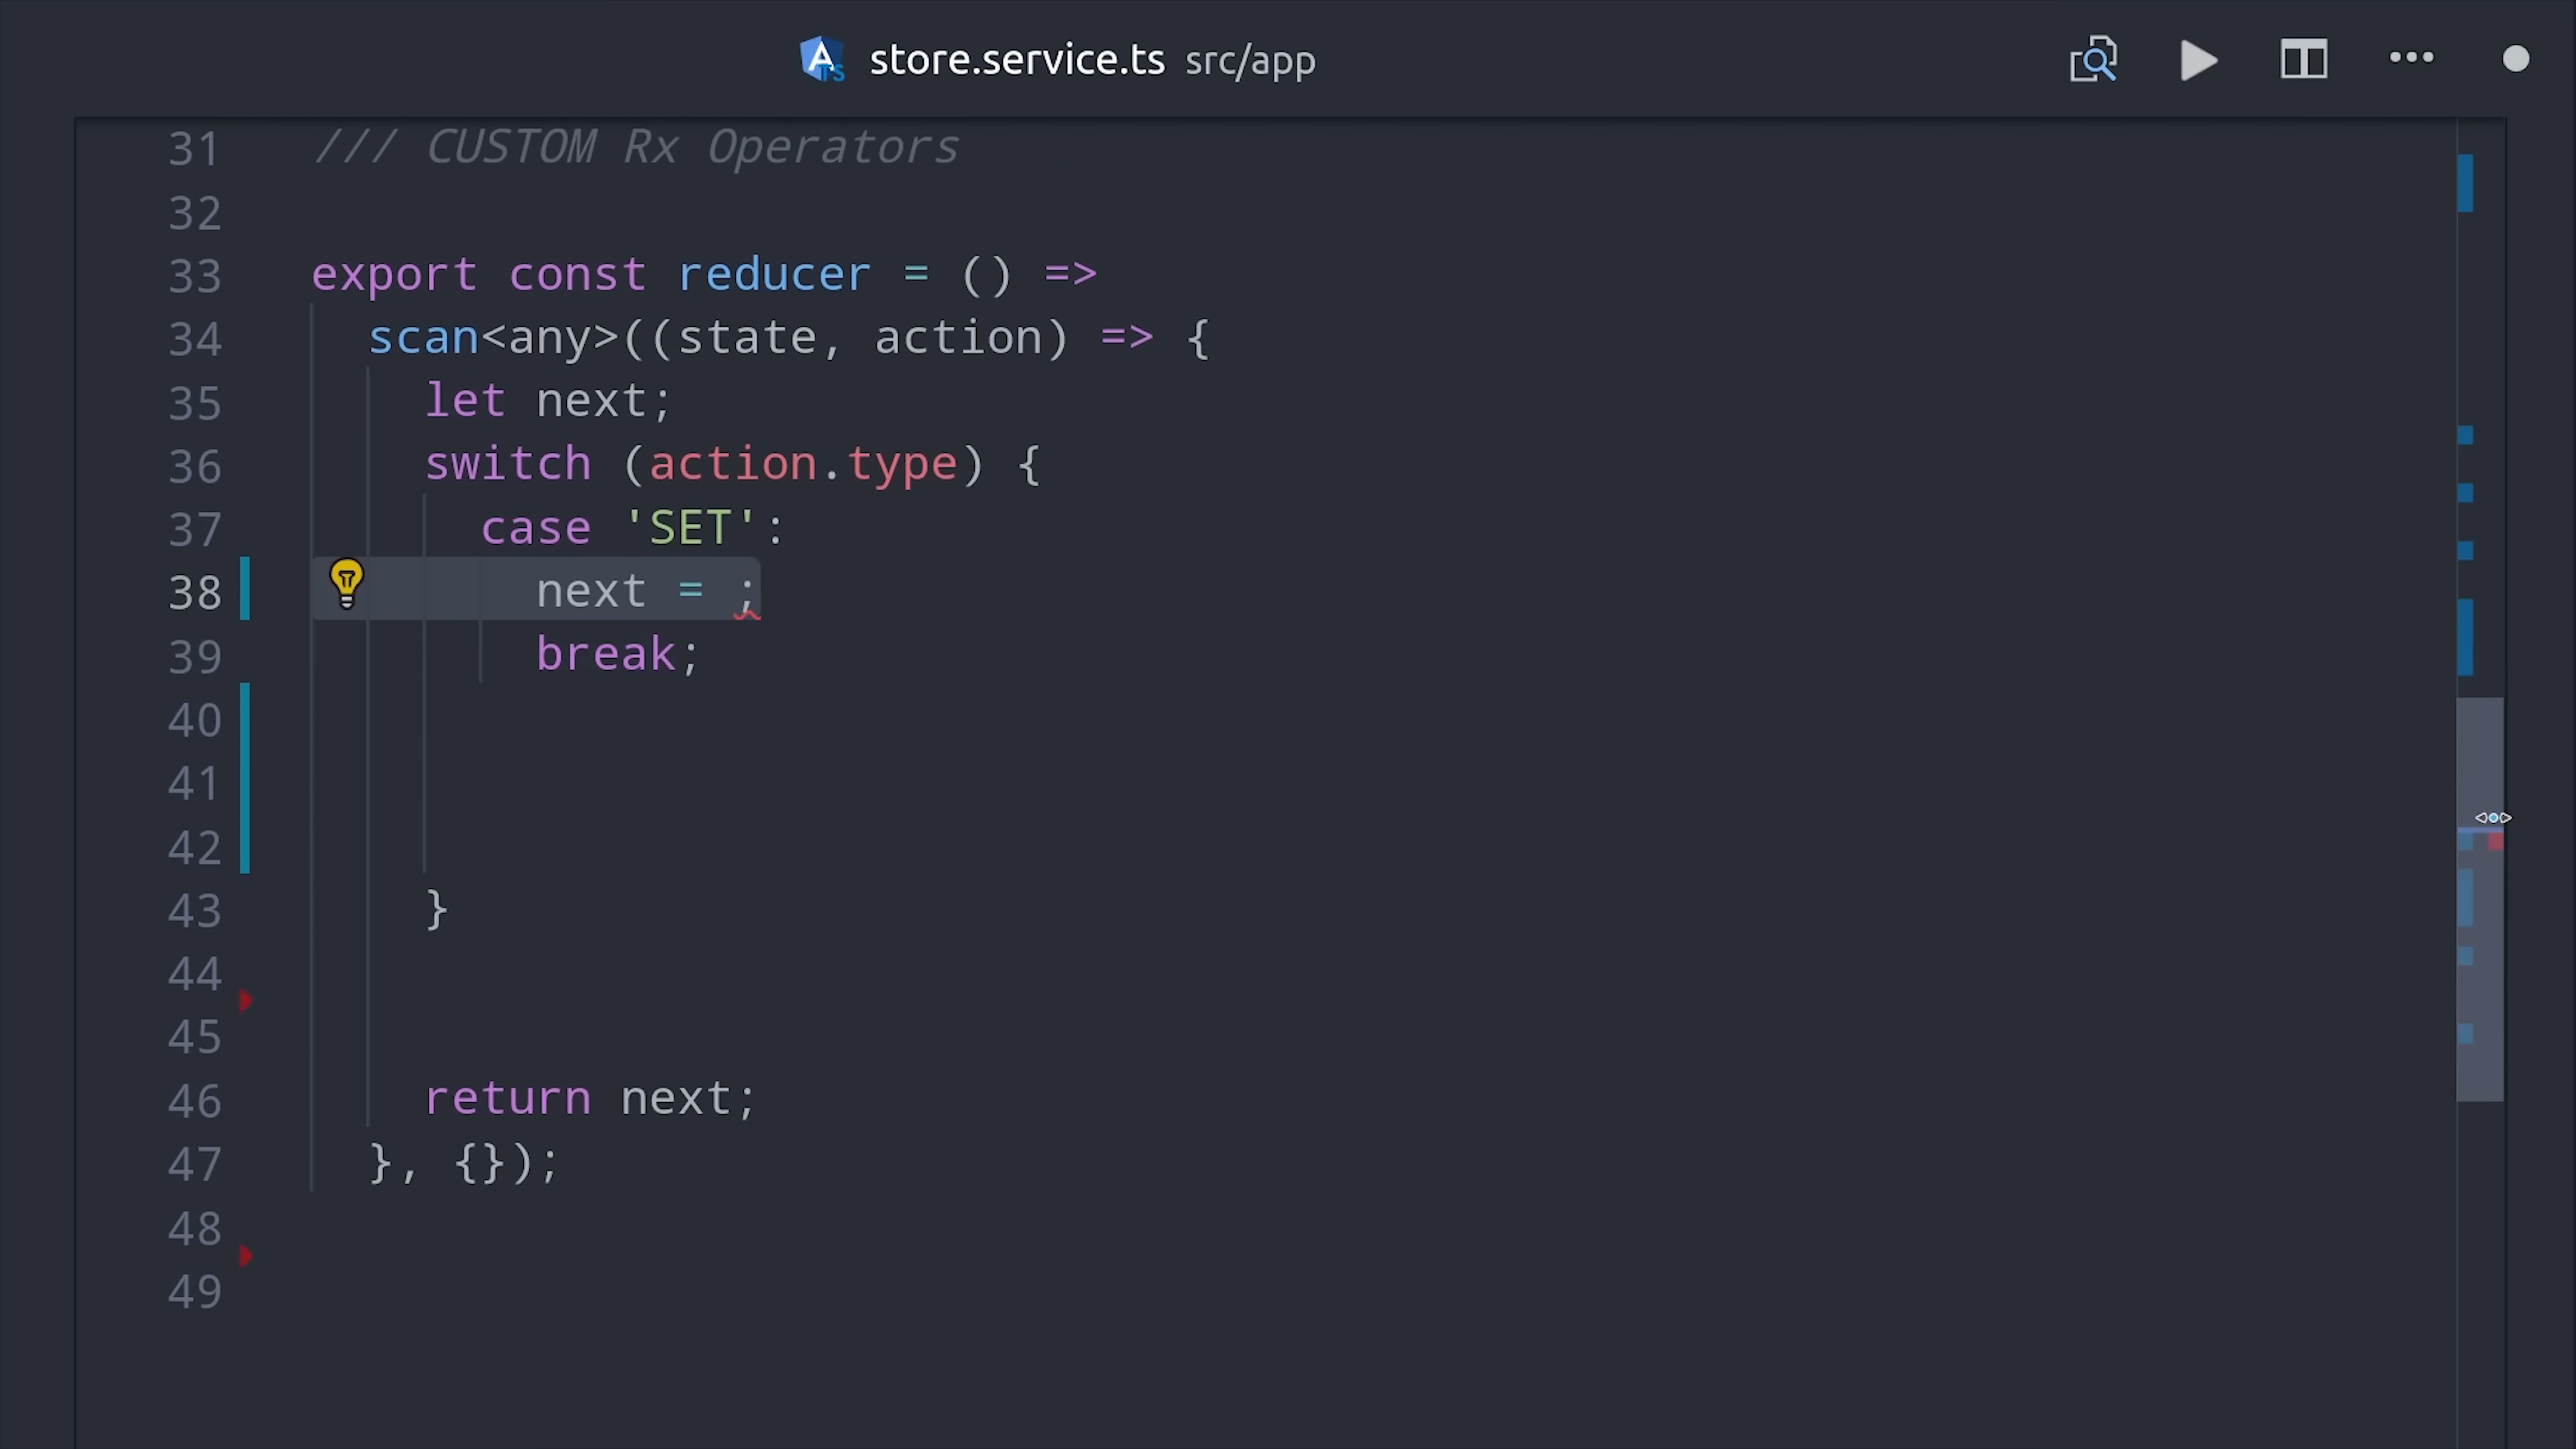 store.service.ts src/app
31 /// CUSTOM Rx Operators
32
33 export const reducer = () =>
34 scan<any>((state, action) => {
35 let next;
36 switch (action.type) {
37 case 'SET':
38 next = ;
39 break;
40
41
42
43 }
44
45
46 return next;
47 }, {});
48
49